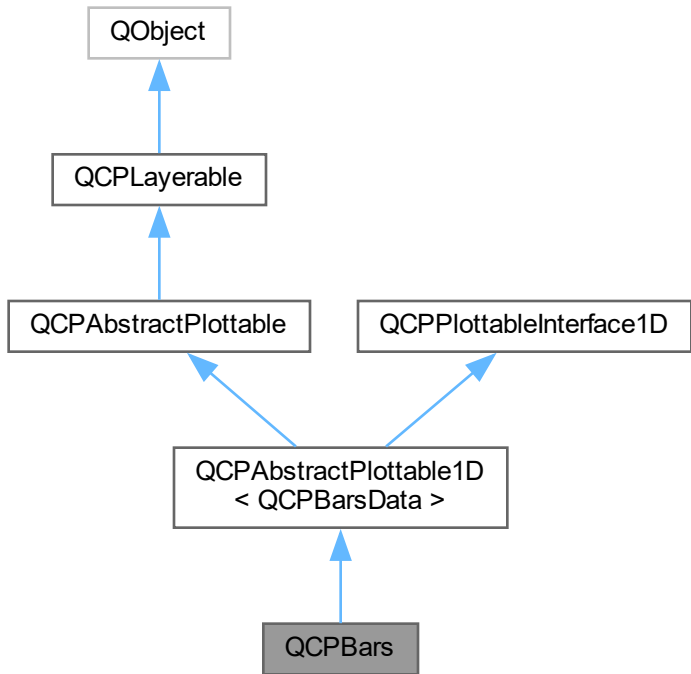 QObject
QCPLayerable
QCPAbstractPlottable
QCPPlottableInterface1D
QCPAbstractPlottable1D
< QCPBarsData >
QCPBars